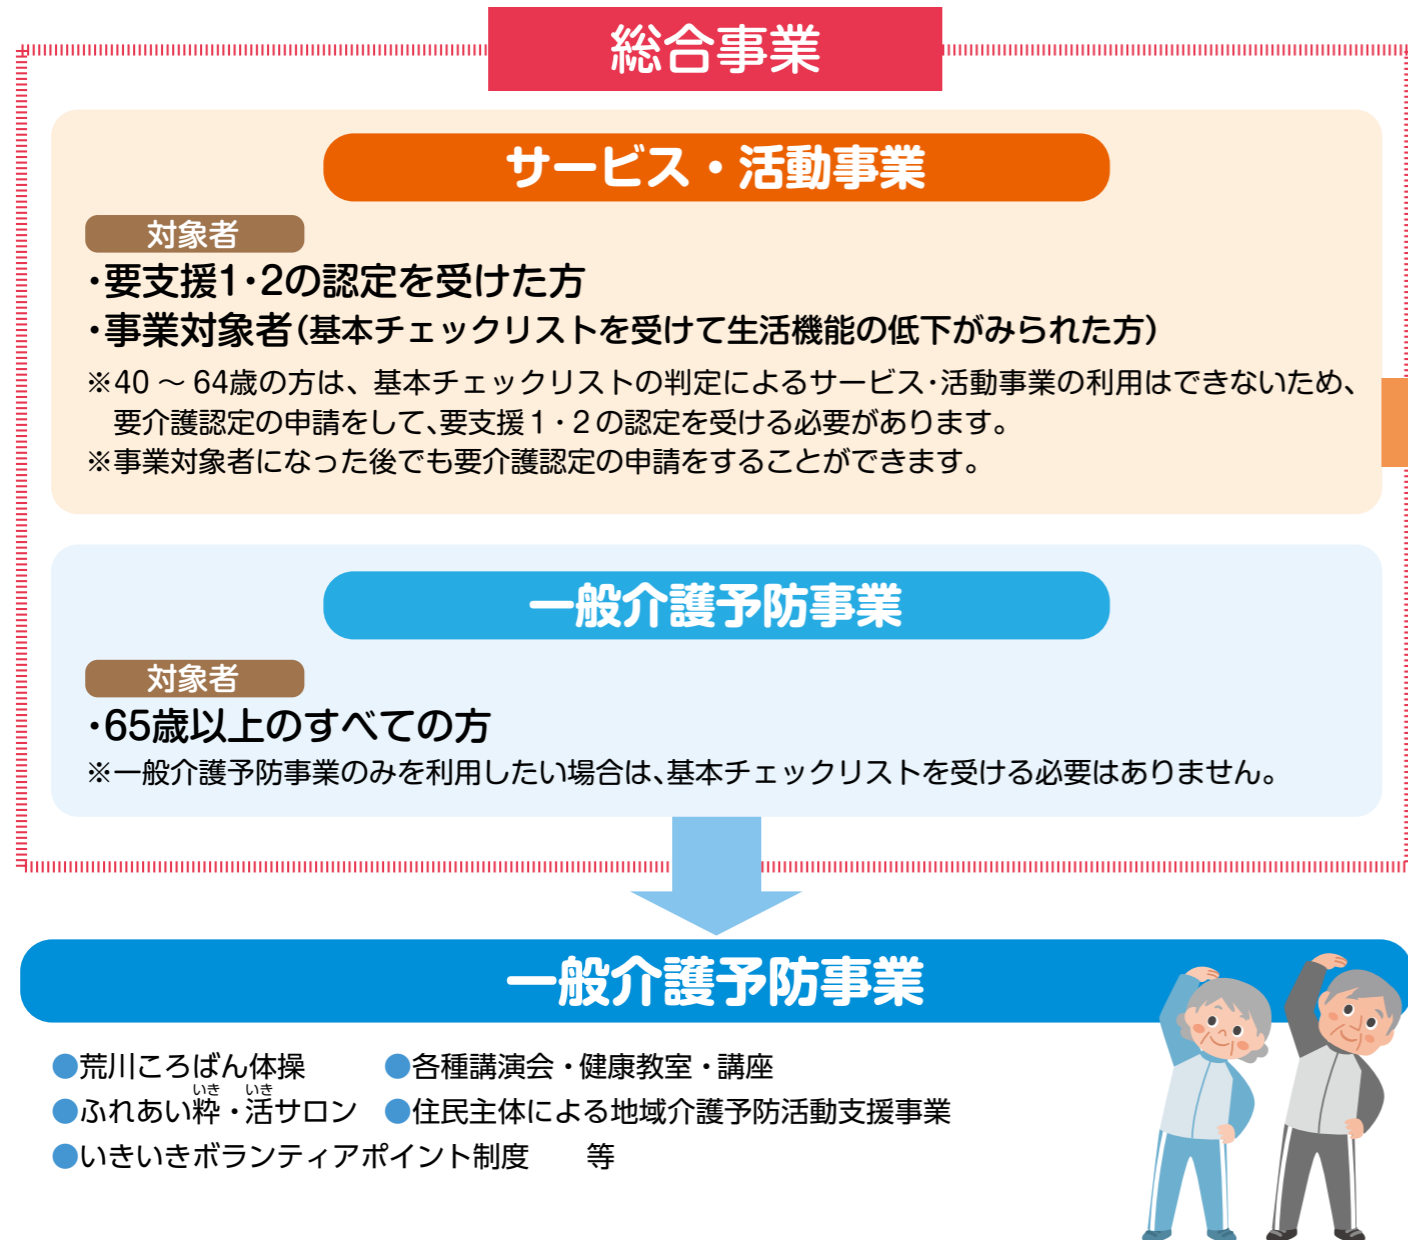 総合事業
サービス・活動事業
対象者
・要支援1・2の認定を受けた方
・事業対象者（基本チェックリストを受けて生活機能の低下がみられた方）
※40 ～ 64歳の方は、基本チェックリストの判定によるサービス・活動事業の利用はできないため、
要介護認定の申請をして、要支援１・２の認定を受ける必要があります。
※事業対象者になった後でも要介護認定の申請をすることができます。
一般介護予防事業
対象者
・65歳以上のすべての方
※一般介護予防事業のみを利用したい場合は、基本チェックリストを受ける必要はありません。
一般介護予防事業
●荒川ころばん体操 ●各種講演会・健康教室・講座
いき いき
●ふれあい粋・活サロン ●住民主体による地域介護予防活動支援事業
●いきいきボランティアポイント制度　　等